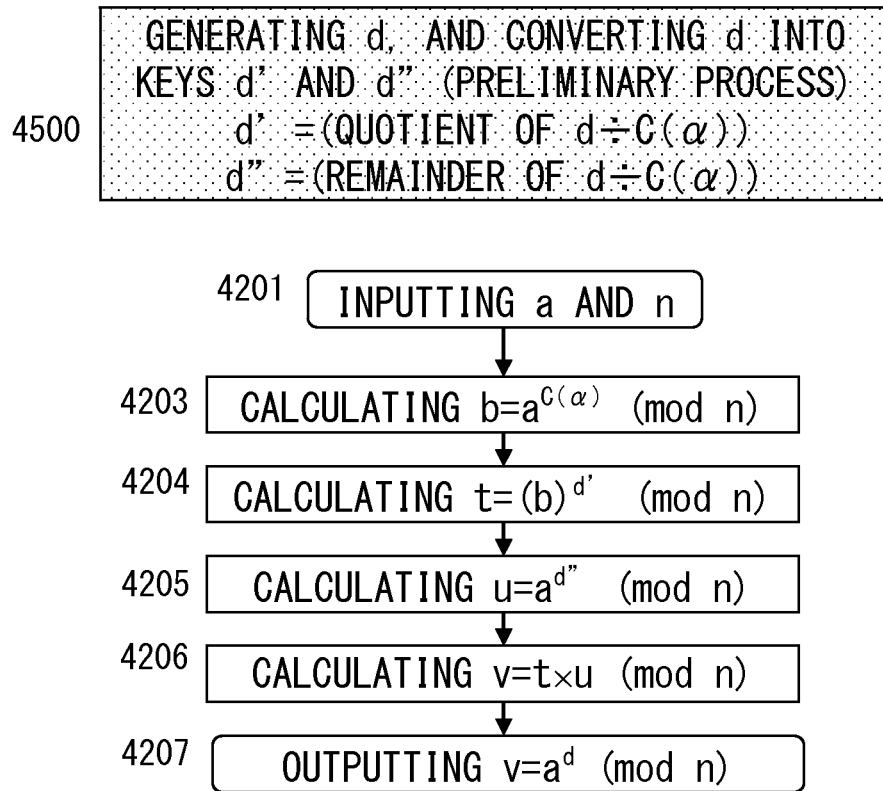 GENERATING d, AND CONVERTING d INTO
KEYS d' AND d" (PRELIMINARY PROCESS)
4500
d' =(QUOTIENT OF d÷C(α))
d" =(REMAINDER OF d÷C(α))
4201
INPUTTING a AND n
4203
CALCULATING b=a^C(α) (mod n)
4204
CALCULATING t=(b)^d' (mod n)
4205
CALCULATING u=a^d" (mod n)
4206
CALCULATING v=t×u (mod n)
4207
OUTPUTTING v=a^d (mod n)